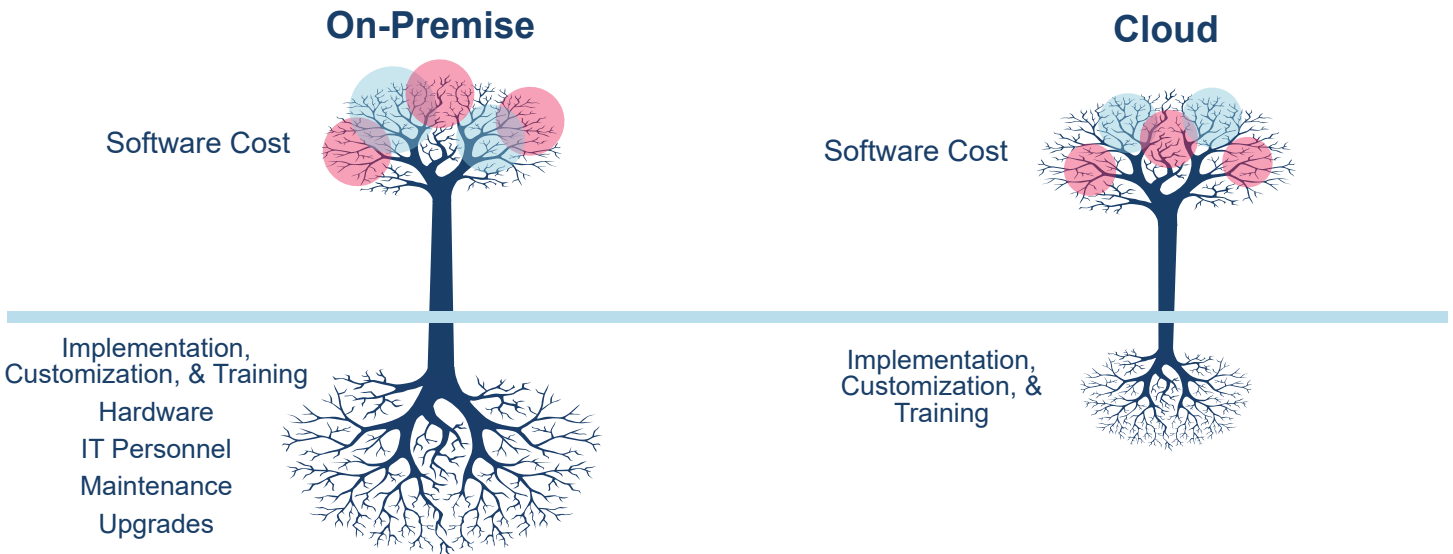 On-Premise
Software Cost
Implementation,
Customization, & Training
Hardware
IT Personnel
Maintenance
Upgrades
Cloud
Software Cost
Implementation,
Customization, &
Training